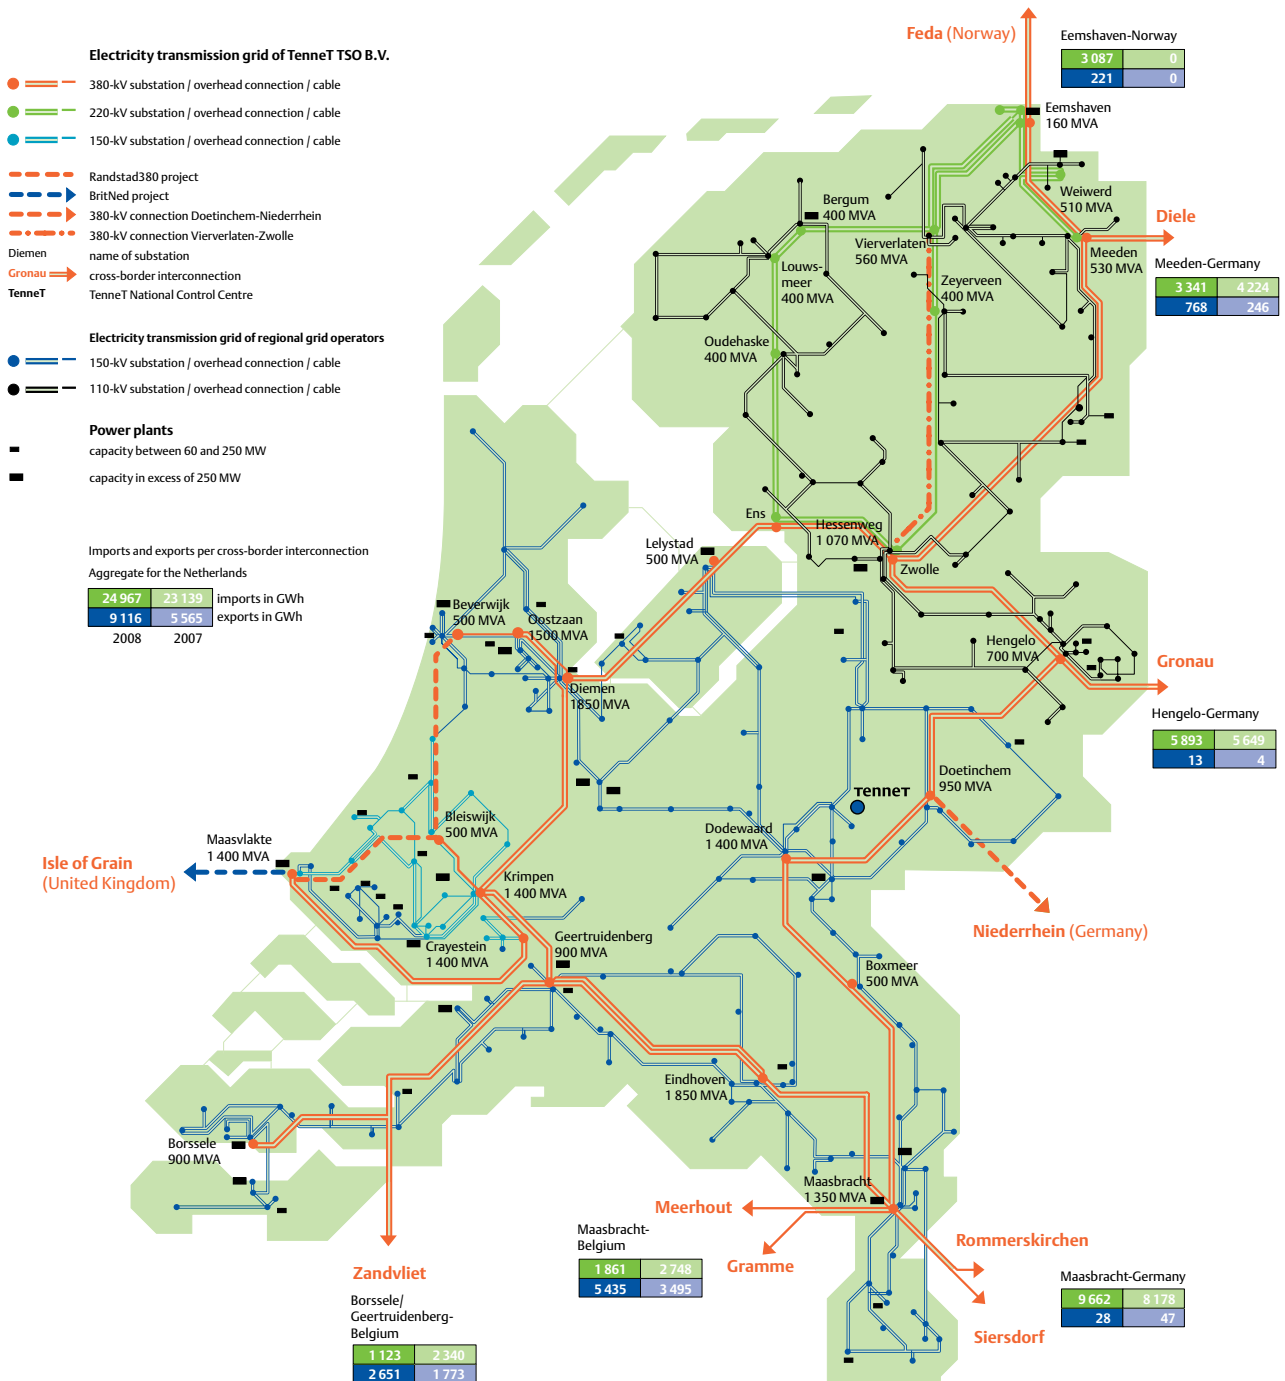 Electricity transmission grid of TenneT TSO B.V.
380-kV substation / overhead connection / cable
220-kV substation / overhead connection / cable
150-kV substation / overhead connection / cable
Randstad380 project
BritNed project
380-kV connection Doetinchem-Niederrhein
380-kV connection Vierverlaten-Zwolle
Diemen name of substation
Gronau cross-border interconnection
TenneT TenneT National Control Centre
Electricity transmission grid of regional grid operators
150-kV substation / overhead connection / cable
110-kV substation / overhead connection / cable
Power plants
capacity between 60 and 250 MW
capacity in excess of 250 MW
Imports and exports per cross-border interconnection
Aggregate for the Netherlands
24 967 23 139 imports in GWh
9 116 5 565 exports in GWh
2008 2007
Feda (Norway)
Eemshaven-Norway
3 087 0
221 0
Eemshaven
160 MVA
Weiwerd
510 MVA
Diele
Meeden
530 MVA
Meeden-Germany
3 341 4 224
768 246
Bergum
400 MVA
Vierverlaten
560 MVA
Louws-
meer
400 MVA
Zeyerveen
400 MVA
Oudehaske
400 MVA
Ens
Hessenweg
1 070 MVA
Zwolle
Lelystad
500 MVA
Beverwijk
500 MVA
Oostzaan
1500 MVA
Diemen
1850 MVA
Hengelo
700 MVA
Gronau
Hengelo-Germany
5 893 5 649
13 4
Doetinchem
950 MVA
TenneT
Dodewaard
1 400 MVA
Bleiswijk
500 MVA
Maasvlakte
1 400 MVA
Isle of Grain
(United Kingdom)
Krimpen
1 400 MVA
Crayestein
1 400 MVA
Geertruidenberg
900 MVA
Niederrhein (Germany)
Boxmeer
500 MVA
Eindhoven
1 850 MVA
Borssele
900 MVA
Maasbracht
1 350 MVA
Meerhout
Maasbracht-
Belgium
1 861 2 748
5 435 3 495
Gramme
Rommerskirchen
Maasbracht-Germany
9 662 8 178
28 47
Siersdorf
Zandvliet
Borssele/
Geertruidenberg-
Belgium
1 123 2 340
2 651 1 773